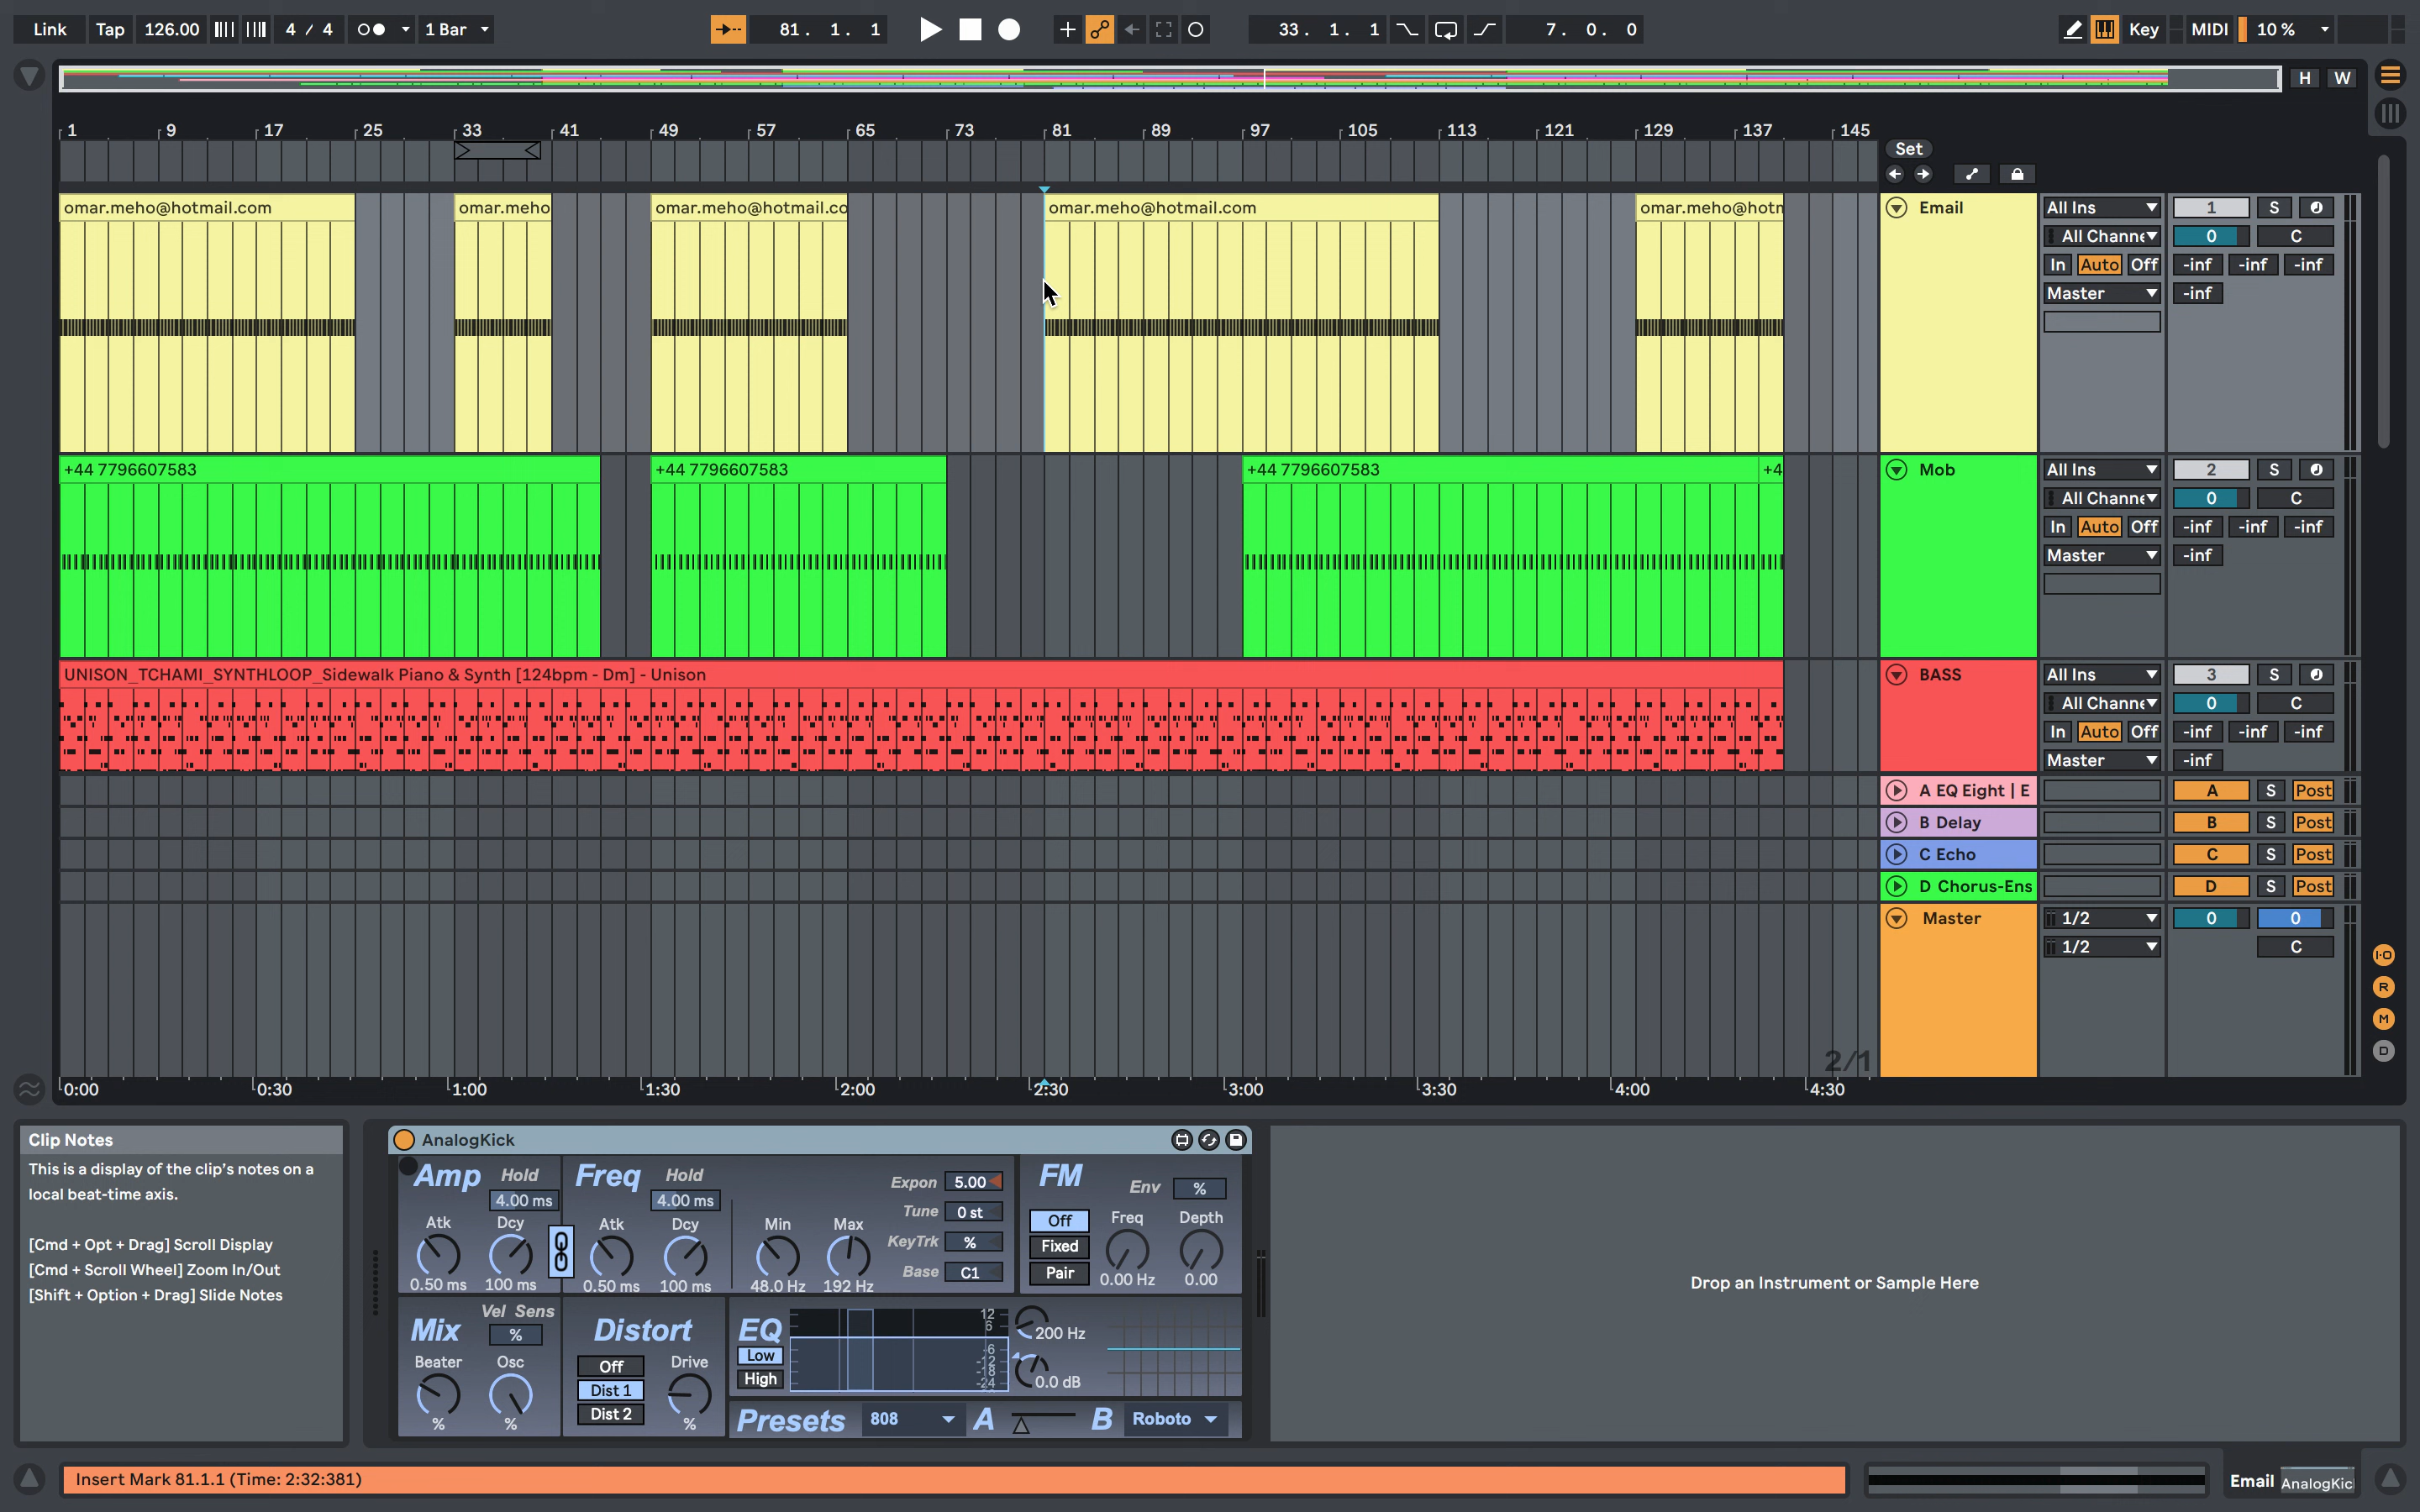 Link Tap 126.00 4 / 4 1 Bar 81. 1. 1 33. 1. 1 7. 0. 0 Key MIDI 10 %
H W
1 9 17 25 33 41 49 57 65 73 81 89 97 105 113 121 129 137 145
Set
omar.meho@hotmail.com omar.meho omar.meho@hotmail.co omar.meho@hotmail.com omar.meho@hotn Email All Ins 1 S
All Channe 0 C
In Auto Off -inf -inf -inf
Master -inf
+44 7796607583 +44 7796607583 +44 7796607583 +4 Mob All Ins 2 S
All Channe 0 C
In Auto Off -inf -inf -inf
Master -inf
UNISON_TCHAMI_SYNTHLOOP_Sidewalk Piano & Synth [124bpm - Dm] - Unison BASS All Ins 3 S
All Channe 0 C
In Auto Off -inf -inf -inf
Master -inf
A EQ Eight | E A S Post
B Delay B S Post
C Echo C S Post
D Chorus-Ens D S Post
Master 1/2 0 0
1/2 C
I-O
R
M
D
2/1
0:00 0:30 1:00 1:30 2:00 2:30 3:00 3:30 4:00 4:30
Clip Notes
This is a display of the clip's notes on a
local beat-time axis.
[Cmd + Opt + Drag] Scroll Display
[Cmd + Scroll Wheel] Zoom In/Out
[Shift + Option + Drag] Slide Notes
AnalogKick
Amp Hold Freq Hold Expon 5.00 FM Env %
4.00 ms 4.00 ms Tune 0 st
Atk Dcy Atk Dcy Min Max KeyTrk % Off Freq Depth
Fixed
0.50 ms 100 ms 0.50 ms 100 ms 48.0 Hz 192 Hz Base C1 Pair 0.00 Hz 0.00
Mix Vel Sens % Distort EQ 12 6 -6 -12 -18 -24 200 Hz
Beater Osc Off Drive Low
Dist 1 High 0.0 dB
% % Dist 2 %
Presets 808 A B Roboto
Drop an Instrument or Sample Here
Insert Mark 81.1.1 (Time: 2:32:381) Email AnalogKic